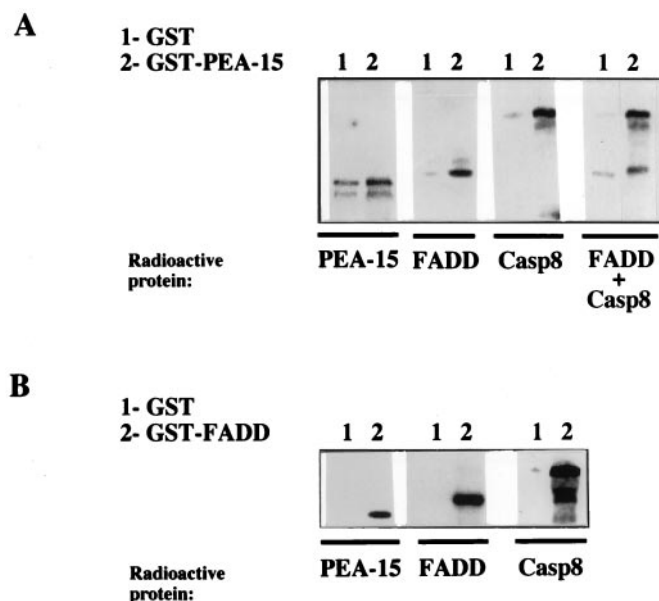 A
1- GST
2- GST-PEA-15
1 2 1 2 1 2 1 2
Radioactive
protein:
PEA-15 FADD Casp8 FADD
+
Casp8
B
1- GST
2- GST-FADD
1 2 1 2 1 2
Radioactive
protein:
PEA-15 FADD Casp8